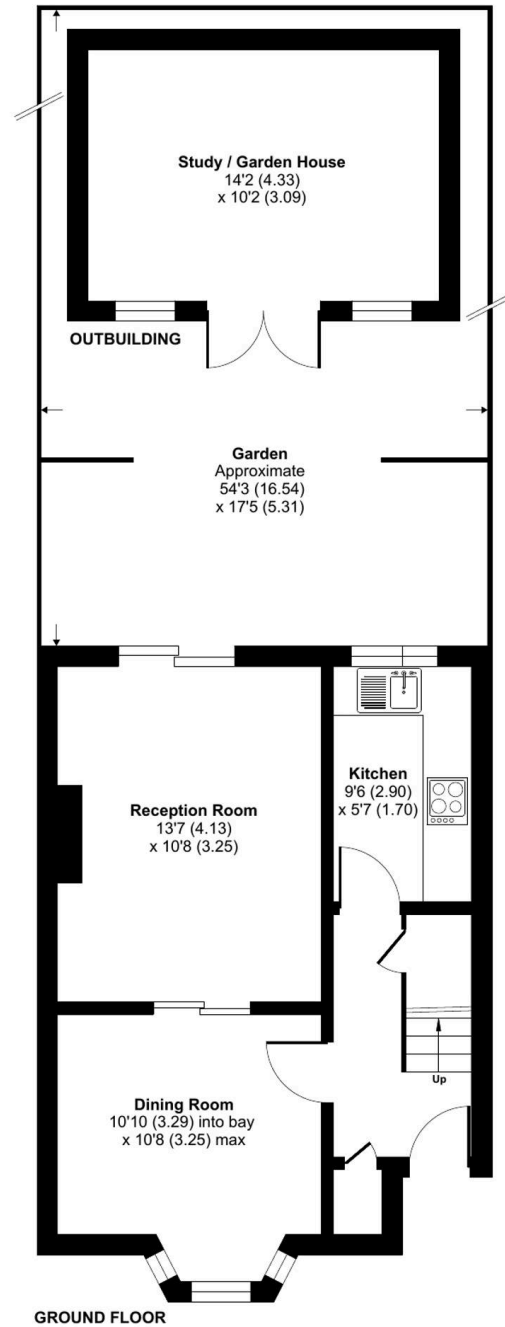 Study / Garden House
14'2 (4.33)
x 10'2 (3.09)
OUTBUILDING
Garden
Approximate
54'3 (16.54)
x 17'5 (5.31)
Kitchen
9'6 (2.90)
x 5'7 (1.70)
Reception Room
13'7 (4.13)
x 10'8 (3.25)
Up
Dining Room
10'10 (3.29) into bay
x 10'8 (3.25) max
GROUND FLOOR